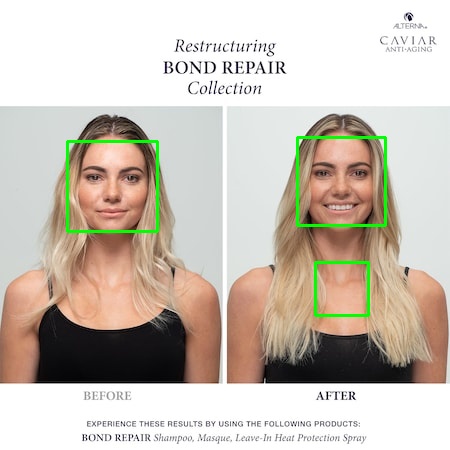 ALTERNA®
CAVIAR
ANTI-AGING
Restructuring
BOND REPAIR
Collection
BEFORE
AFTER
EXPERIENCE THESE RESULTS BY USING THE FOLLOWING PRODUCTS:
BOND REPAIR Shampoo, Masque, Leave-In Heat Protection Spray